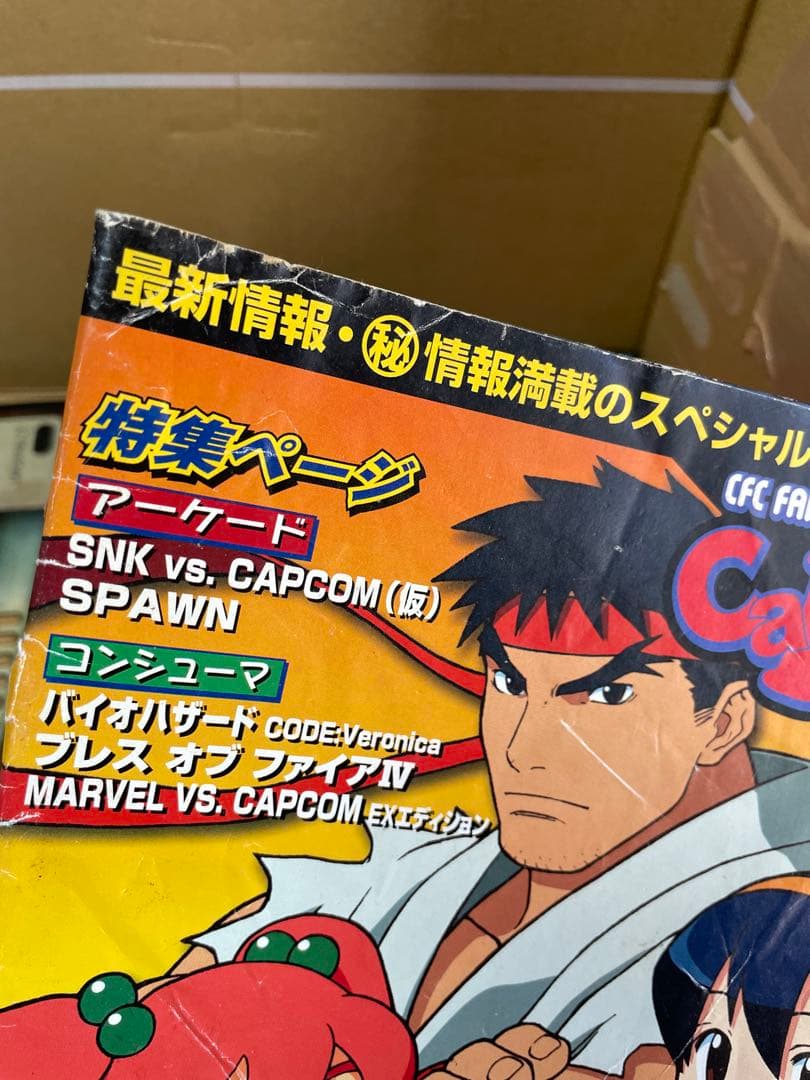 最新情報・㊙情報満載のスペシャル
特集ページ
アーケード
SNK vs. CAPCOM(仮)
SPAWN
コンシューマ
バイオハザード CODE:Veronica
ブレス オブ ファイアⅣ
MARVEL VS. CAPCOM EXエディション
CFC